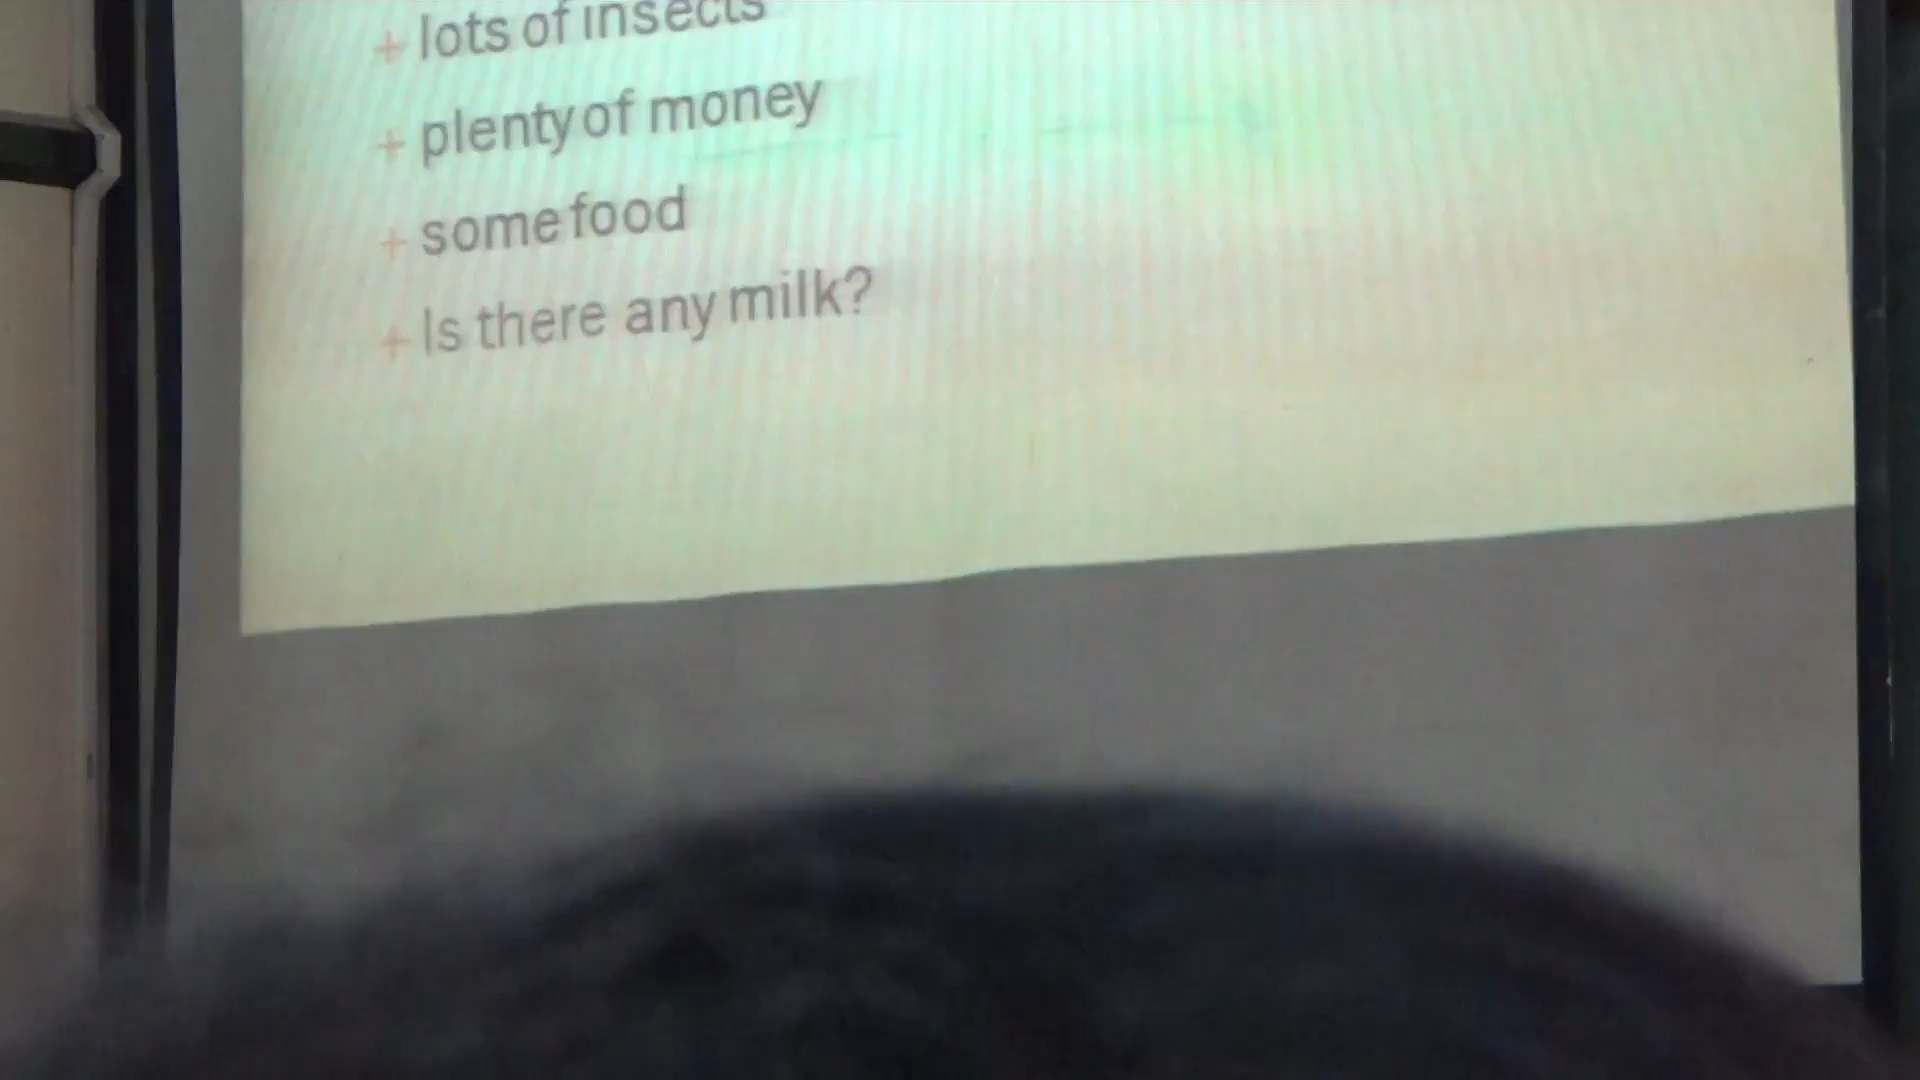 + lots of insects
+ plenty of money
+ some food
+ Is there any milk?